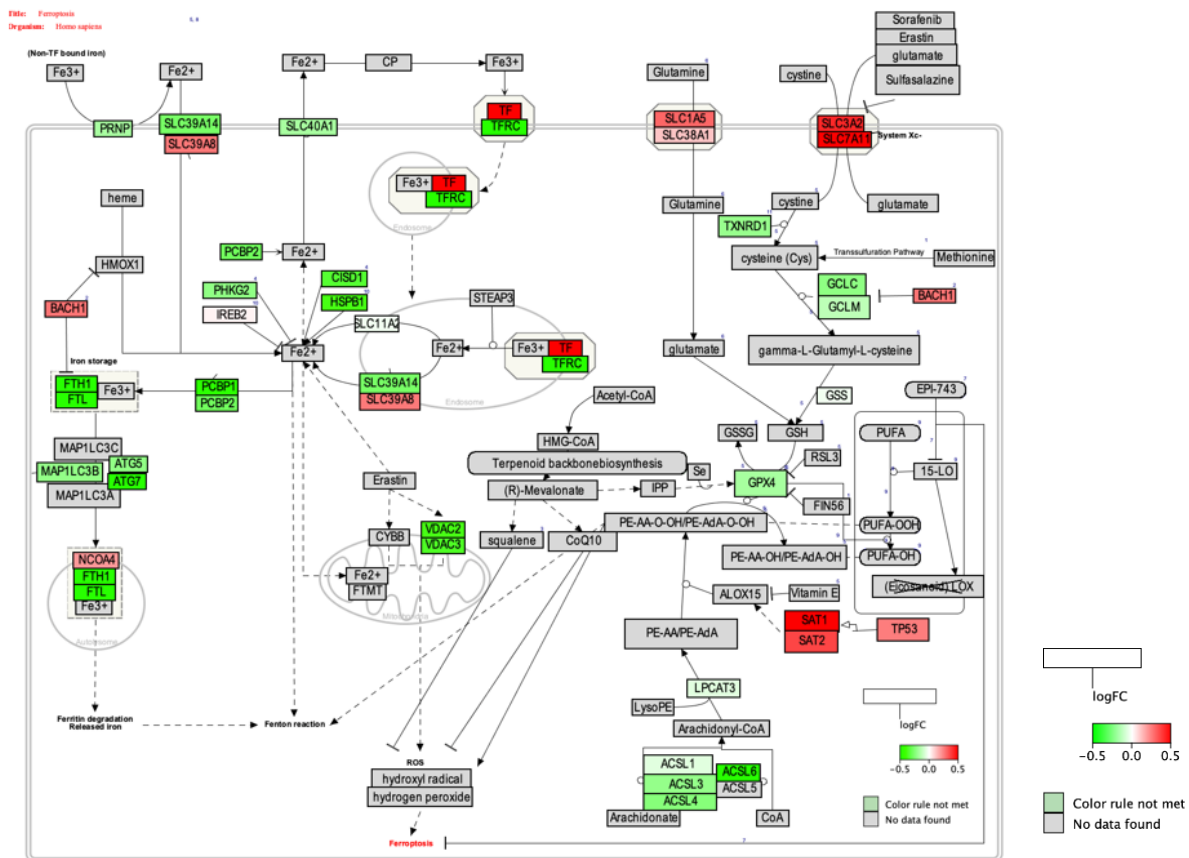 Title: Ferroptosis
Organism: Homo sapiens
5, 8
(Non-TF bound iron)
Fe3+
Fe2+
Fe2+
CP
Fe3+
Glutamine
cystine
Sorafenib
Erastin
glutamate
Sulfasalazine
PRNP
SLC39A14
SLC39A8
SLC40A1
TF
TFRC
SLC1A5
SLC38A1
SLC3A2
SLC7A11
System Xc-
Fe3+
TF
TFRC
Endosome
heme
Glutamine
cystine
glutamate
TXNRD1
HMOX1
PCBP2
Fe2+
cysteine (Cys)
Transsulfuration Pathway
Methionine
CISD1
PHKG2
HSPB1
IREB2
STEAP3
GCLC
GCLM
BACH1
BACH1
SLC11A2
Fe2+
Fe2+
Fe3+
TF
TFRC
glutamate
gamma-L-Glutamyl-L-cysteine
Iron storage
FTH1
FTL
Fe3+
PCBP1
PCBP2
SLC39A14
SLC39A8
Endosome
Acetyl-CoA
GSS
EPI-743
HMG-CoA
GSSG
GSH
PUFA
MAP1LC3C
MAP1LC3B
MAP1LC3A
ATG5
ATG7
Terpenoid backbonebiosynthesis
Se
RSL3
15-LO
Erastin
(R)-Mevalonate
IPP
GPX4
FIN56
CYBB
VDAC2
VDAC3
squalene
CoQ10
PE-AA-O-OH/PE-AdA-O-OH
PUFA-OOH
PE-AA-OH/PE-AdA-OH
PUFA-OH
NCOA4
FTH1
FTL
Fe3+
Autolysosome
Fe2+
FTMT
Mitochondria
ALOX15
Vitamin E
(Eicosanoid) LOX
SAT1
SAT2
TP53
PE-AA/PE-AdA
LPCAT3
LysoPE
Arachidonyl-CoA
Ferritin degradation
Released iron
Fenton reaction
ROS
hydroxyl radical
hydrogen peroxide
Ferroptosis
ACSL1
ACSL3
ACSL4
ACSL6
ACSL5
Arachidonate
CoA
logFC
-0.5 0.0 0.5
Color rule not met
No data found
logFC
-0.5 0.0 0.5
Color rule not met
No data found